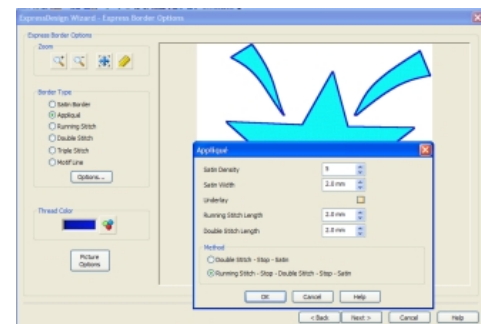 ExpressDesign Wizard - Express Border Options
Express Border Options
Zoom
Border Type
Satin Border
Appliqué
Running Stitch
Double Stitch
Triple Stitch
Motif Line
Options...
Thread Color
Picture
Options
Appliqué
Satin Density
Satin Width
2.0 mm
Underlay
Running Stitch Length
2.0 mm
Double Stitch Length
2.0 mm
Method
Double Stitch - Stop - Satin
Running Stitch - Stop - Double Stitch - Stop - Satin
OK
Cancel
Help
< Back
Next >
Cancel
Help